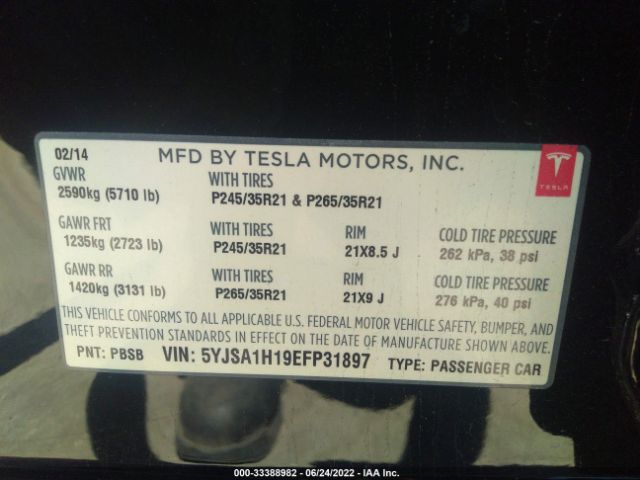 02/14 MFD BY TESLA MOTORS, INC.
TESLA
GVWR WITH TIRES
2590kg (5710 lb) P245/35R21 & P265/35R21
GAWR FRT WITH TIRES RIM COLD TIRE PRESSURE
1235kg (2723 lb) P245/35R21 21X8.5 J 262 kPa, 38 psi
GAWR RR WITH TIRES RIM COLD TIRE PRESSURE
1420kg (3131 lb) P265/35R21 21X9 J 276 kPa, 40 psi
THIS VEHICLE CONFORMS TO ALL APPLICABLE U.S. FEDERAL MOTOR VEHICLE SAFETY, BUMPER, AND
THEFT PREVENTION STANDARDS IN EFFECT ON THE DATE OF MANUFACTURE SHOWN ABOVE.
PNT: PBSB VIN: 5YJSA1H19EFP31897 TYPE: PASSENGER CAR
000-33388982 - 06/24/2022 - IAA Inc.